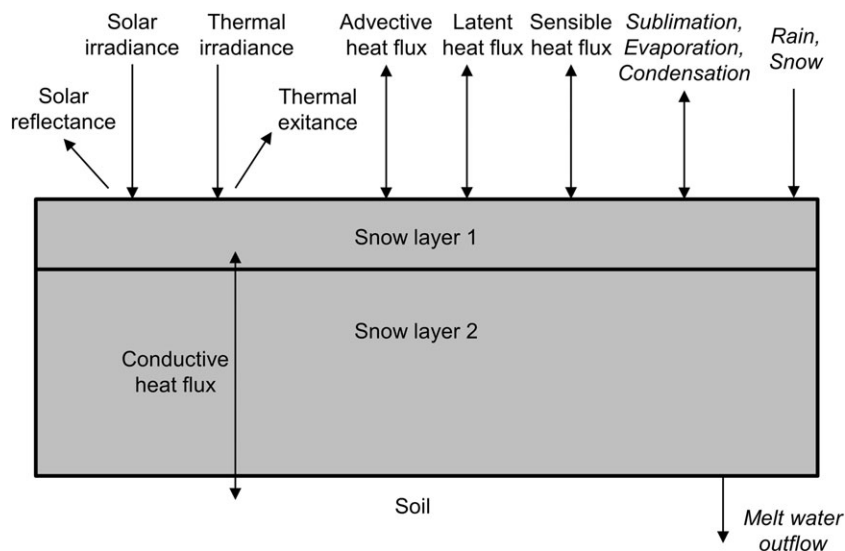 Solar
irradiance
Thermal
irradiance
Advective
heat flux
Latent
heat flux
Sensible
heat flux
Sublimation,
Evaporation,
Condensation
Rain,
Snow
Solar
reflectance
Thermal
exitance
Snow layer 1
Snow layer 2
Conductive
heat flux
Soil
Melt water
outflow